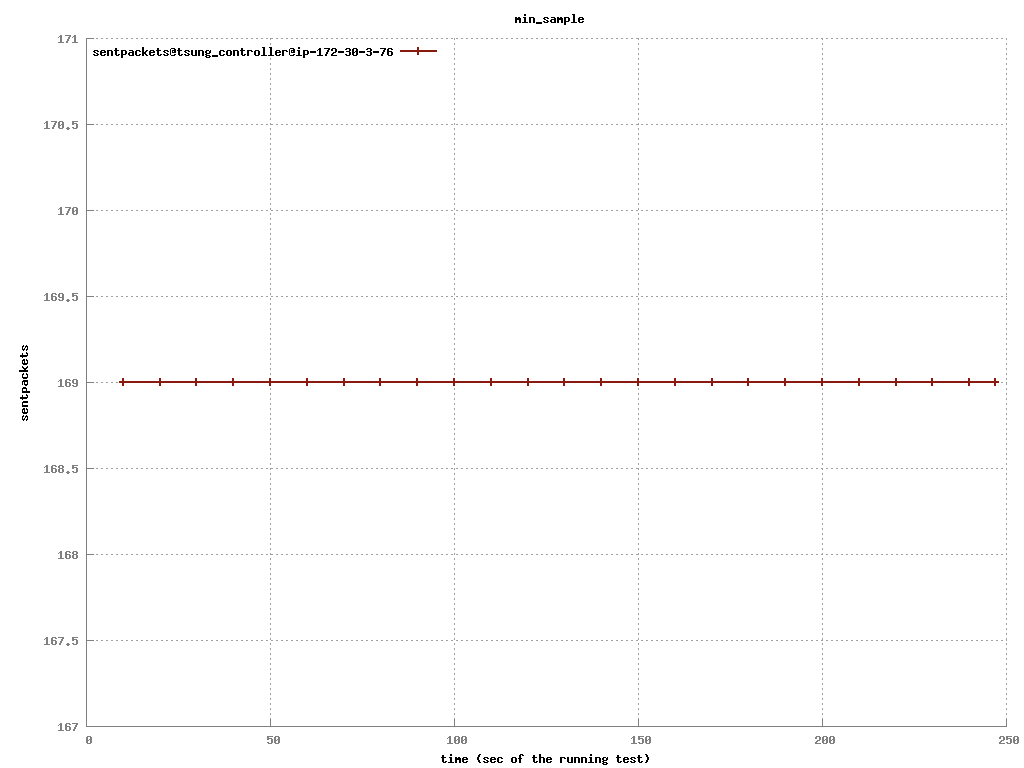 min_sample
sentpackets@tsung_controller@ip-172-30-3-76
171
170.5
170
169.5
169
168.5
168
167.5
167
sentpackets
0 50 100 150 200 250
time (sec of the running test)